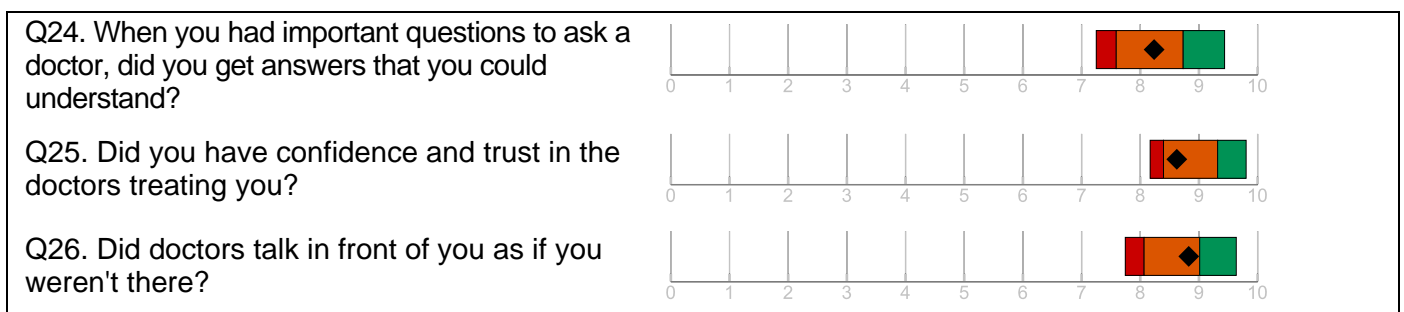 Q24. When you had important questions to ask a
doctor, did you get answers that you could
understand?
0 1 2 3 4 5 6 7 8 9 10
Q25. Did you have confidence and trust in the
doctors treating you?
0 1 2 3 4 5 6 7 8 9 10
Q26. Did doctors talk in front of you as if you
weren't there?
0 1 2 3 4 5 6 7 8 9 10